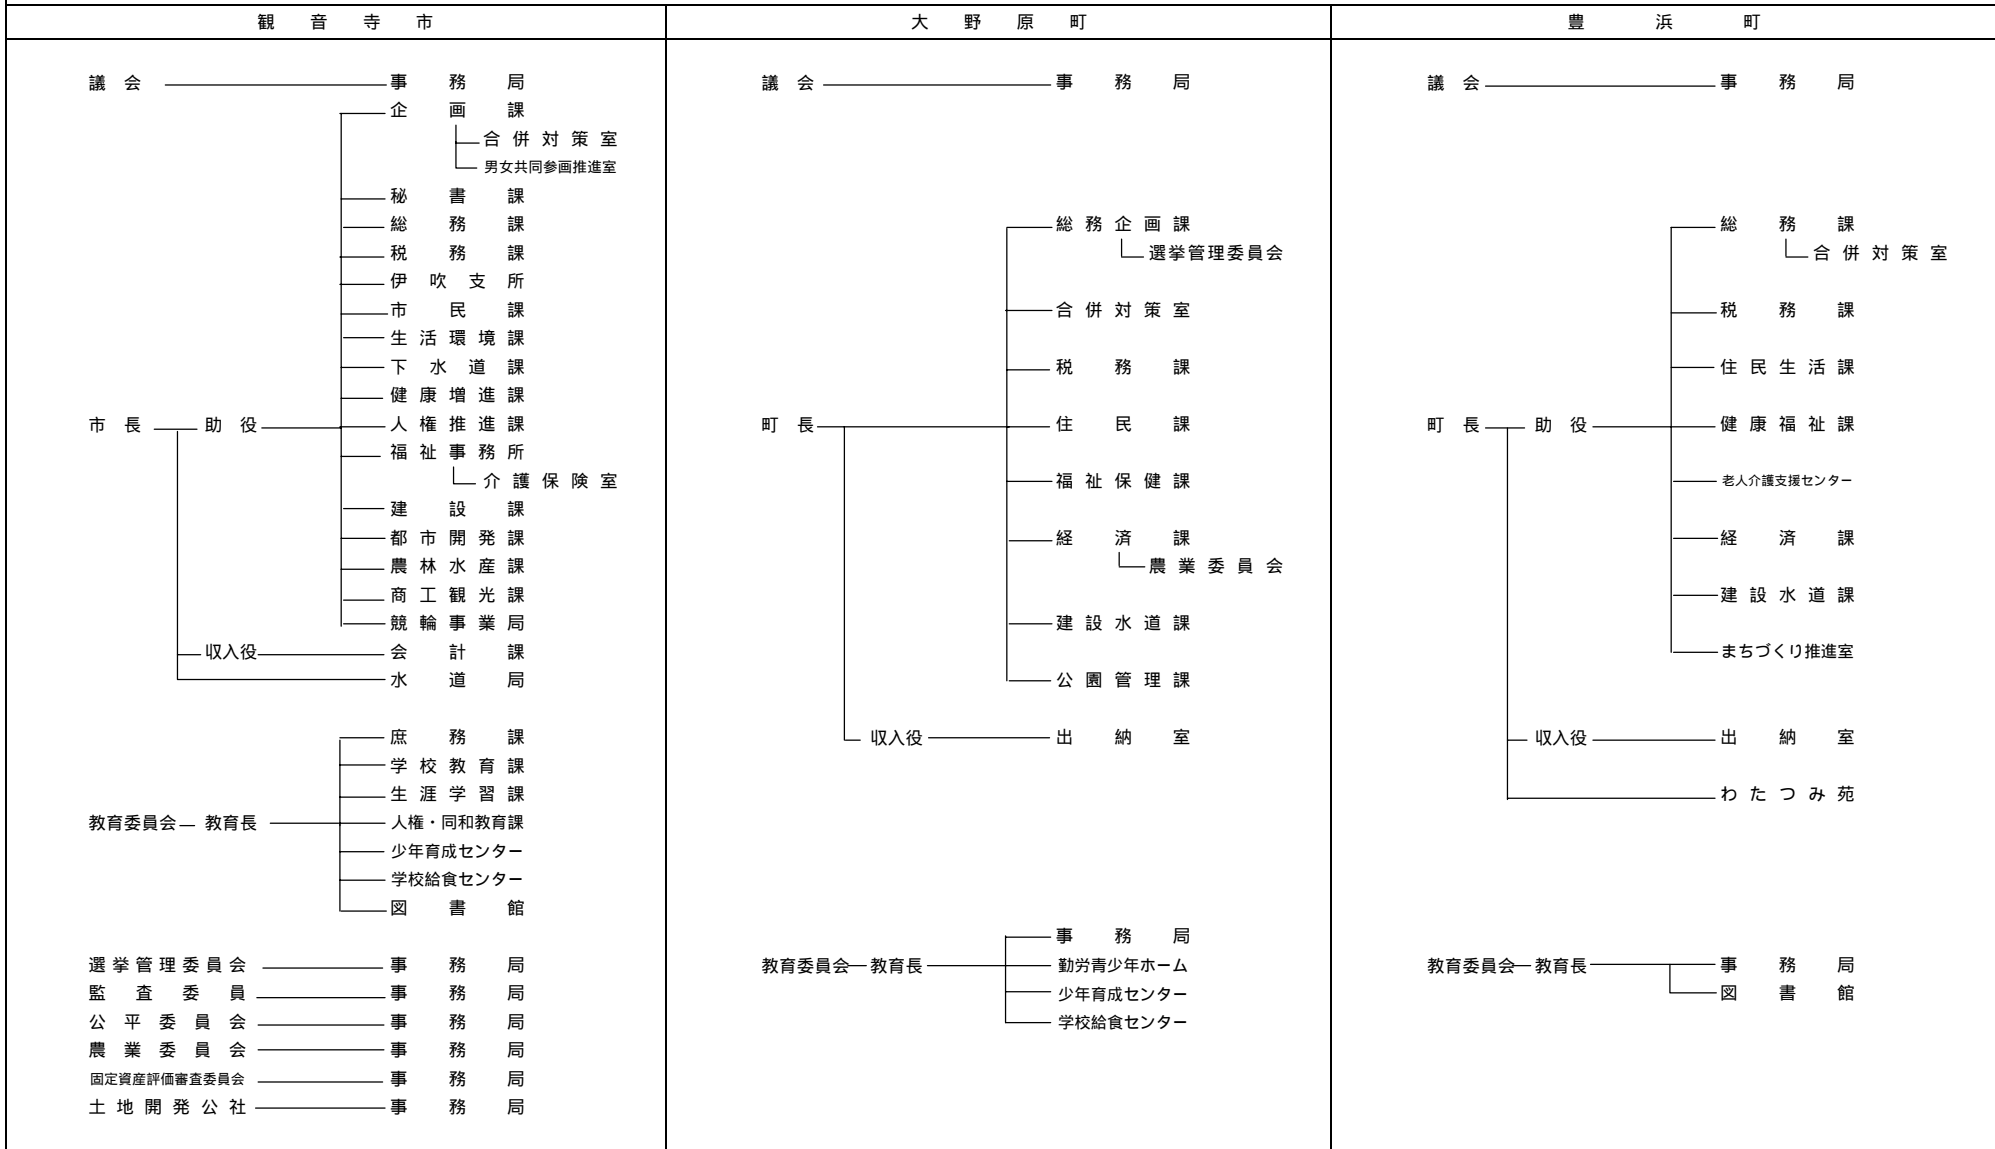 観音寺市
議会 事務局
企画課
合併対策室
男女共同参画推進室
秘書課
総務課
税務課
伊吹支所
市民課
生活環境課
下水道課
健康増進課
市長 助役 人権推進課
福祉事務所
介護保険室
建設課
都市開発課
農林水産課
商工観光課
競輪事業局
収入役 会計課
水道局
庶務課
学校教育課
生涯学習課
教育委員会 教育長 人権・同和教育課
少年育成センター
学校給食センター
図書館
選挙管理委員会 事務局
監査委員 事務局
公平委員会 事務局
農業委員会 事務局
固定資産評価審査委員会 事務局
土地開発公社 事務局
大野原町
議会 事務局
総務企画課
選挙管理委員会
合併対策室
税務課
町長 住民課
福祉保健課
経済課
農業委員会
建設水道課
公園管理課
収入役 出納室
事務局
教育委員会 教育長 勤労青少年ホーム
少年育成センター
学校給食センター
豊浜町
議会 事務局
総務課
合併対策室
税務課
住民生活課
町長 助役 健康福祉課
老人介護支援センター
経済課
建設水道課
まちづくり推進室
収入役 出納室
わたつみ苑
教育委員会 教育長 事務局
図書館